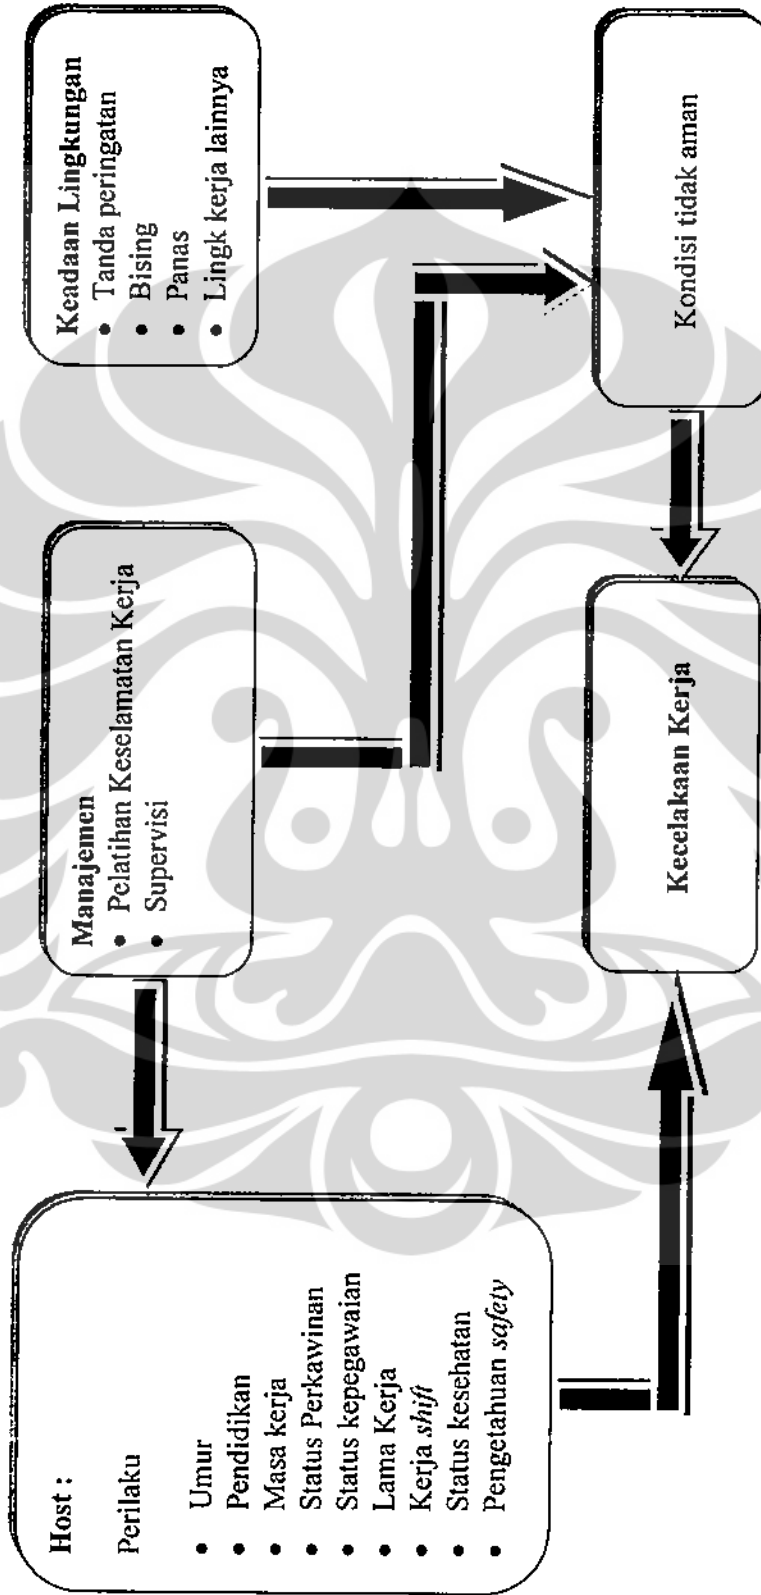 Host :
Perilaku
• Umur
• Pendidikan
• Masa kerja
• Status Perkawinan
• Status kepegawaian
• Lama Kerja
• Kerja shift
• Status kesehatan
• Pengetahuan safety
Manajemen
• Pelatihan Keselamatan Kerja
• Supervisi
Keadaan Lingkungan
• Tanda peringatan
• Bising
• Panas
• Lingk kerja lainnya
Kecelakaan Kerja
Kondisi tidak aman